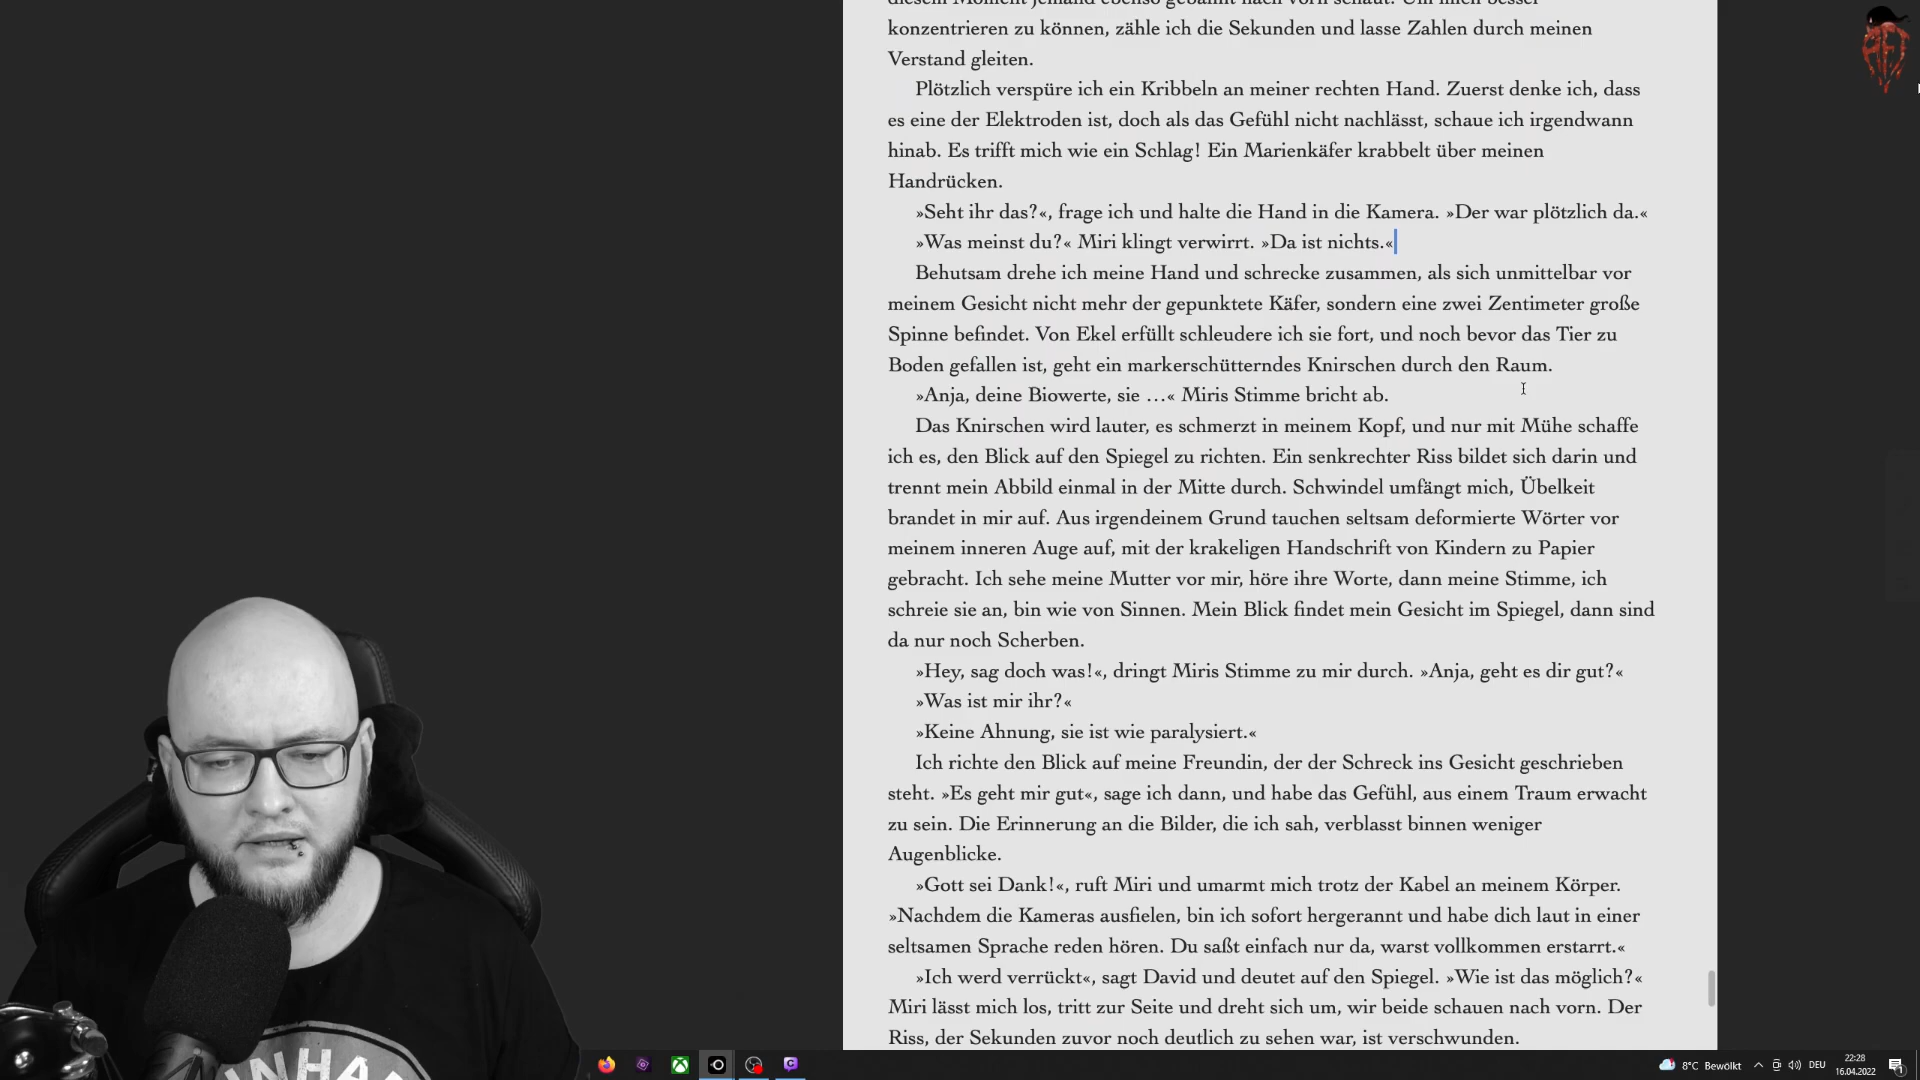 diesem Moment jemand ebenso gebannt nach vorn schaut. Um mich besser
konzentrieren zu können, zähle ich die Sekunden und lasse Zahlen durch meinen
Verstand gleiten.
Plötzlich verspüre ich ein Kribbeln an meiner rechten Hand. Zuerst denke ich, dass
es eine der Elektroden ist, doch als das Gefühl nicht nachlässt, schaue ich irgendwann
hinab. Es trifft mich wie ein Schlag! Ein Marienkäfer krabbelt über meinen
Handrücken.
»Seht ihr das?«, frage ich und halte die Hand in die Kamera. »Der war plötzlich da.«
»Was meinst du?« Miri klingt verwirrt. »Da ist nichts.«
Behutsam drehe ich meine Hand und schrecke zusammen, als sich unmittelbar vor
meinem Gesicht nicht mehr der gepunktete Käfer, sondern eine zwei Zentimeter große
Spinne befindet. Von Ekel erfüllt schleudere ich sie fort, und noch bevor das Tier zu
Boden gefallen ist, geht ein markerschütterndes Knirschen durch den Raum.
»Anja, deine Biowerte, sie …« Miris Stimme bricht ab.
Das Knirschen wird lauter, es schmerzt in meinem Kopf, und nur mit Mühe schaffe
ich es, den Blick auf den Spiegel zu richten. Ein senkrechter Riss bildet sich darin und
trennt mein Abbild einmal in der Mitte durch. Schwindel umfängt mich, Übelkeit
brandet in mir auf. Aus irgendeinem Grund tauchen seltsam deformierte Wörter vor
meinem inneren Auge auf, mit der krakeligen Handschrift von Kindern zu Papier
gebracht. Ich sehe meine Mutter vor mir, höre ihre Worte, dann meine Stimme, ich
schreie sie an, bin wie von Sinnen. Mein Blick findet mein Gesicht im Spiegel, dann sind
da nur noch Scherben.
»Hey, sag doch was!«, dringt Miris Stimme zu mir durch. »Anja, geht es dir gut?«
»Was ist mir ihr?«
»Keine Ahnung, sie ist wie paralysiert.«
Ich richte den Blick auf meine Freundin, der der Schreck ins Gesicht geschrieben
steht. »Es geht mir gut«, sage ich dann, und habe das Gefühl, aus einem Traum erwacht
zu sein. Die Erinnerung an die Bilder, die ich sah, verblasst binnen weniger
Augenblicke.
»Gott sei Dank!«, ruft Miri und umarmt mich trotz der Kabel an meinem Körper.
»Nachdem die Kameras ausfielen, bin ich sofort hergerannt und habe dich laut in einer
seltsamen Sprache reden hören. Du saßt einfach nur da, warst vollkommen erstarrt.«
»Ich werd verrückt«, sagt David und deutet auf den Spiegel. »Wie ist das möglich?«
Miri lässt mich los, tritt zur Seite und dreht sich um, wir beide schauen nach vorn. Der
Riss, der Sekunden zuvor noch deutlich zu sehen war, ist verschwunden.
8°C Bewölkt
DEU
22:28
16.04.2022